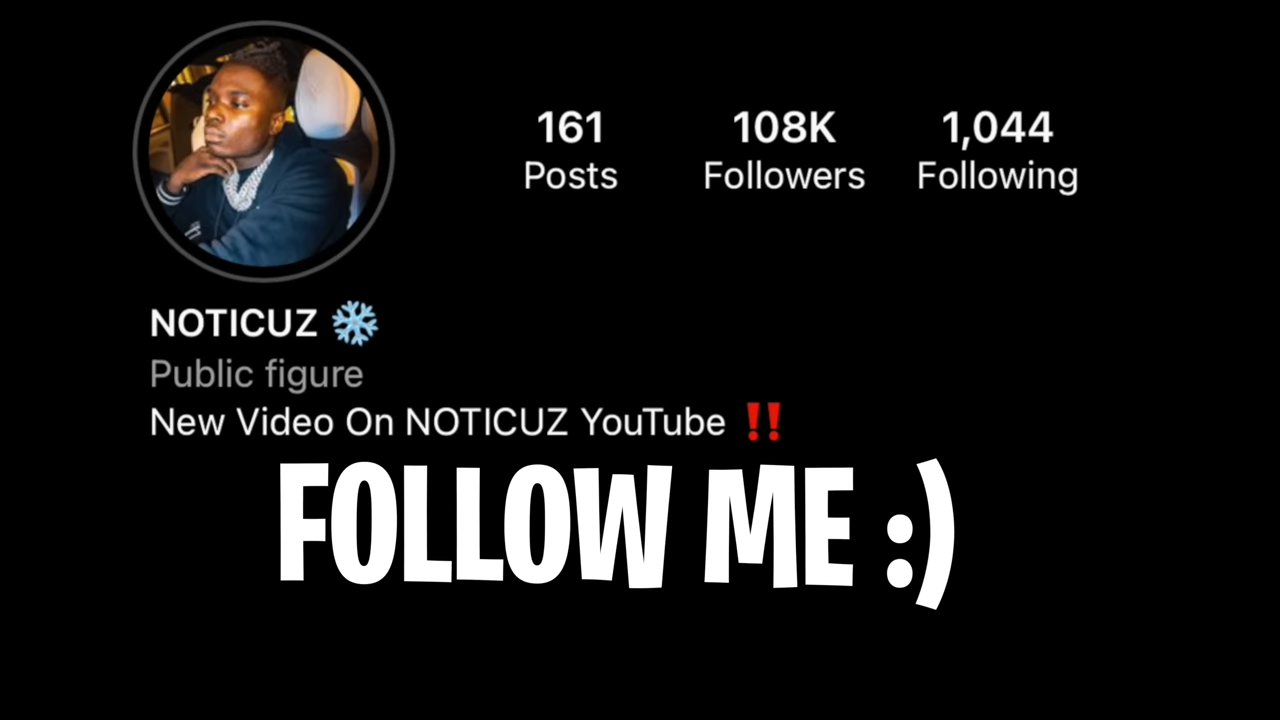 161 108K 1,044
Posts Followers Following
NOTICUZ ❄️
Public figure
New Video On NOTICUZ YouTube ‼️
FOLLOW ME :)